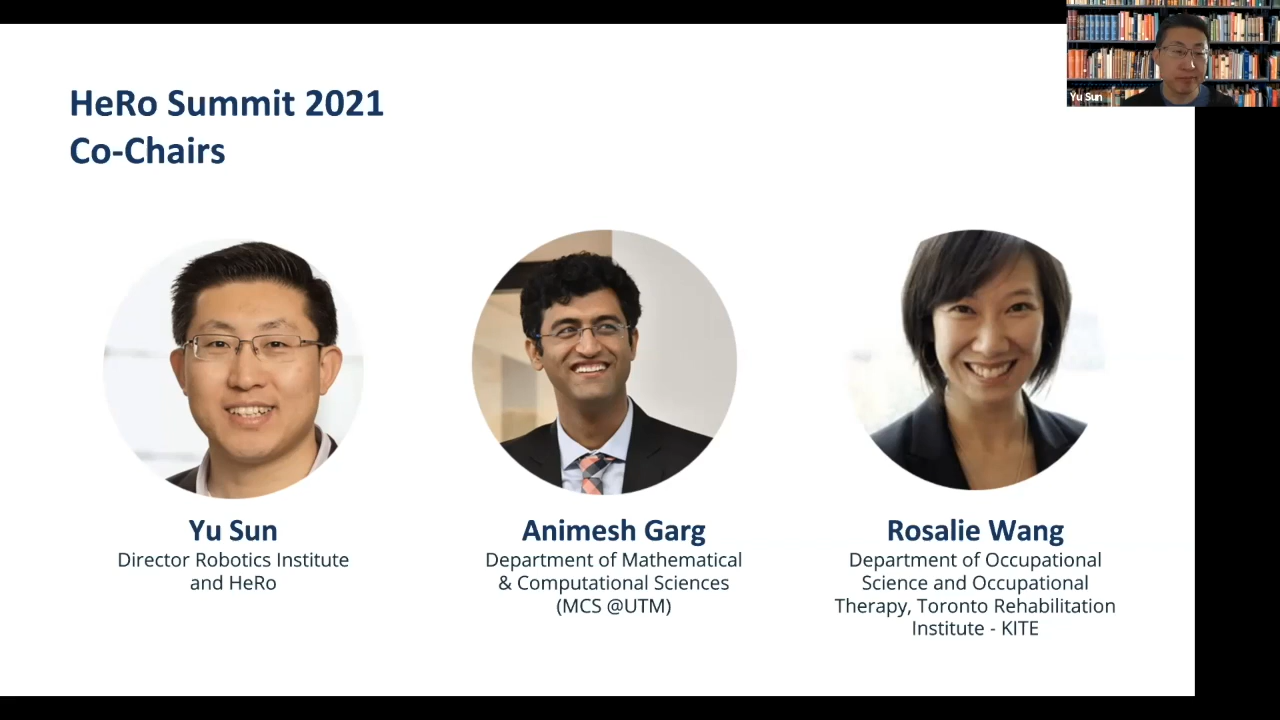 HeRo Summit 2021
Co-Chairs
Yu Sun
Yu Sun
Director Robotics Institute
and HeRo
Animesh Garg
Department of Mathematical
& Computational Sciences
(MCS @UTM)
Rosalie Wang
Department of Occupational
Science and Occupational
Therapy, Toronto Rehabilitation
Institute - KITE